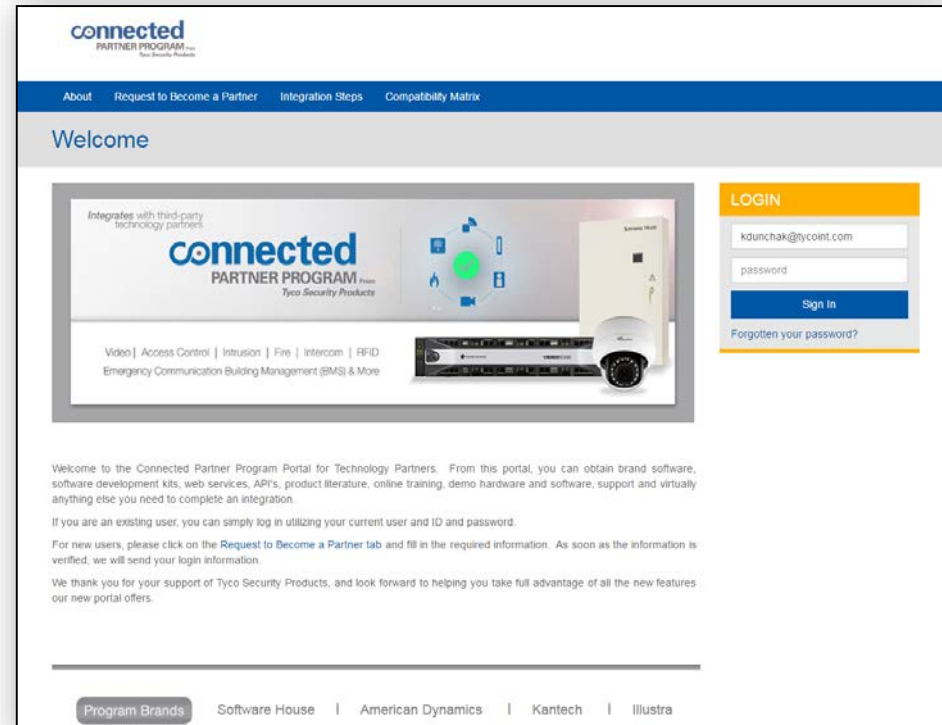 connected
PARTNER PROGRAM From
Tyco Security Products
About Request to Become a Partner Integration Steps Compatibility Matrix
Welcome
Integrates with third-party
technology partners
connected
PARTNER PROGRAM From
Tyco Security Products
Video | Access Control | Intrusion | Fire | Intercom | RFID
Emergency Communication Building Management (BMS) & More
LOGIN
kdunchak@tycoint.com
password
Sign In
Forgotten your password?
Welcome to the Connected Partner Program Portal for Technology Partners. From this portal, you can obtain brand software,
software development kits, web services, API's, product literature, online training, demo hardware and software, support and virtually
anything else you need to complete an integration.
If you are an existing user, you can simply log in utilizing your current user and ID and password.
For new users, please click on the Request to Become a Partner tab and fill in the required information. As soon as the information is
verified, we will send your login information.
We thank you for your support of Tyco Security Products, and look forward to helping you take full advantage of all the new features
our new portal offers.
Program Brands Software House | American Dynamics | Kantech | Illustra